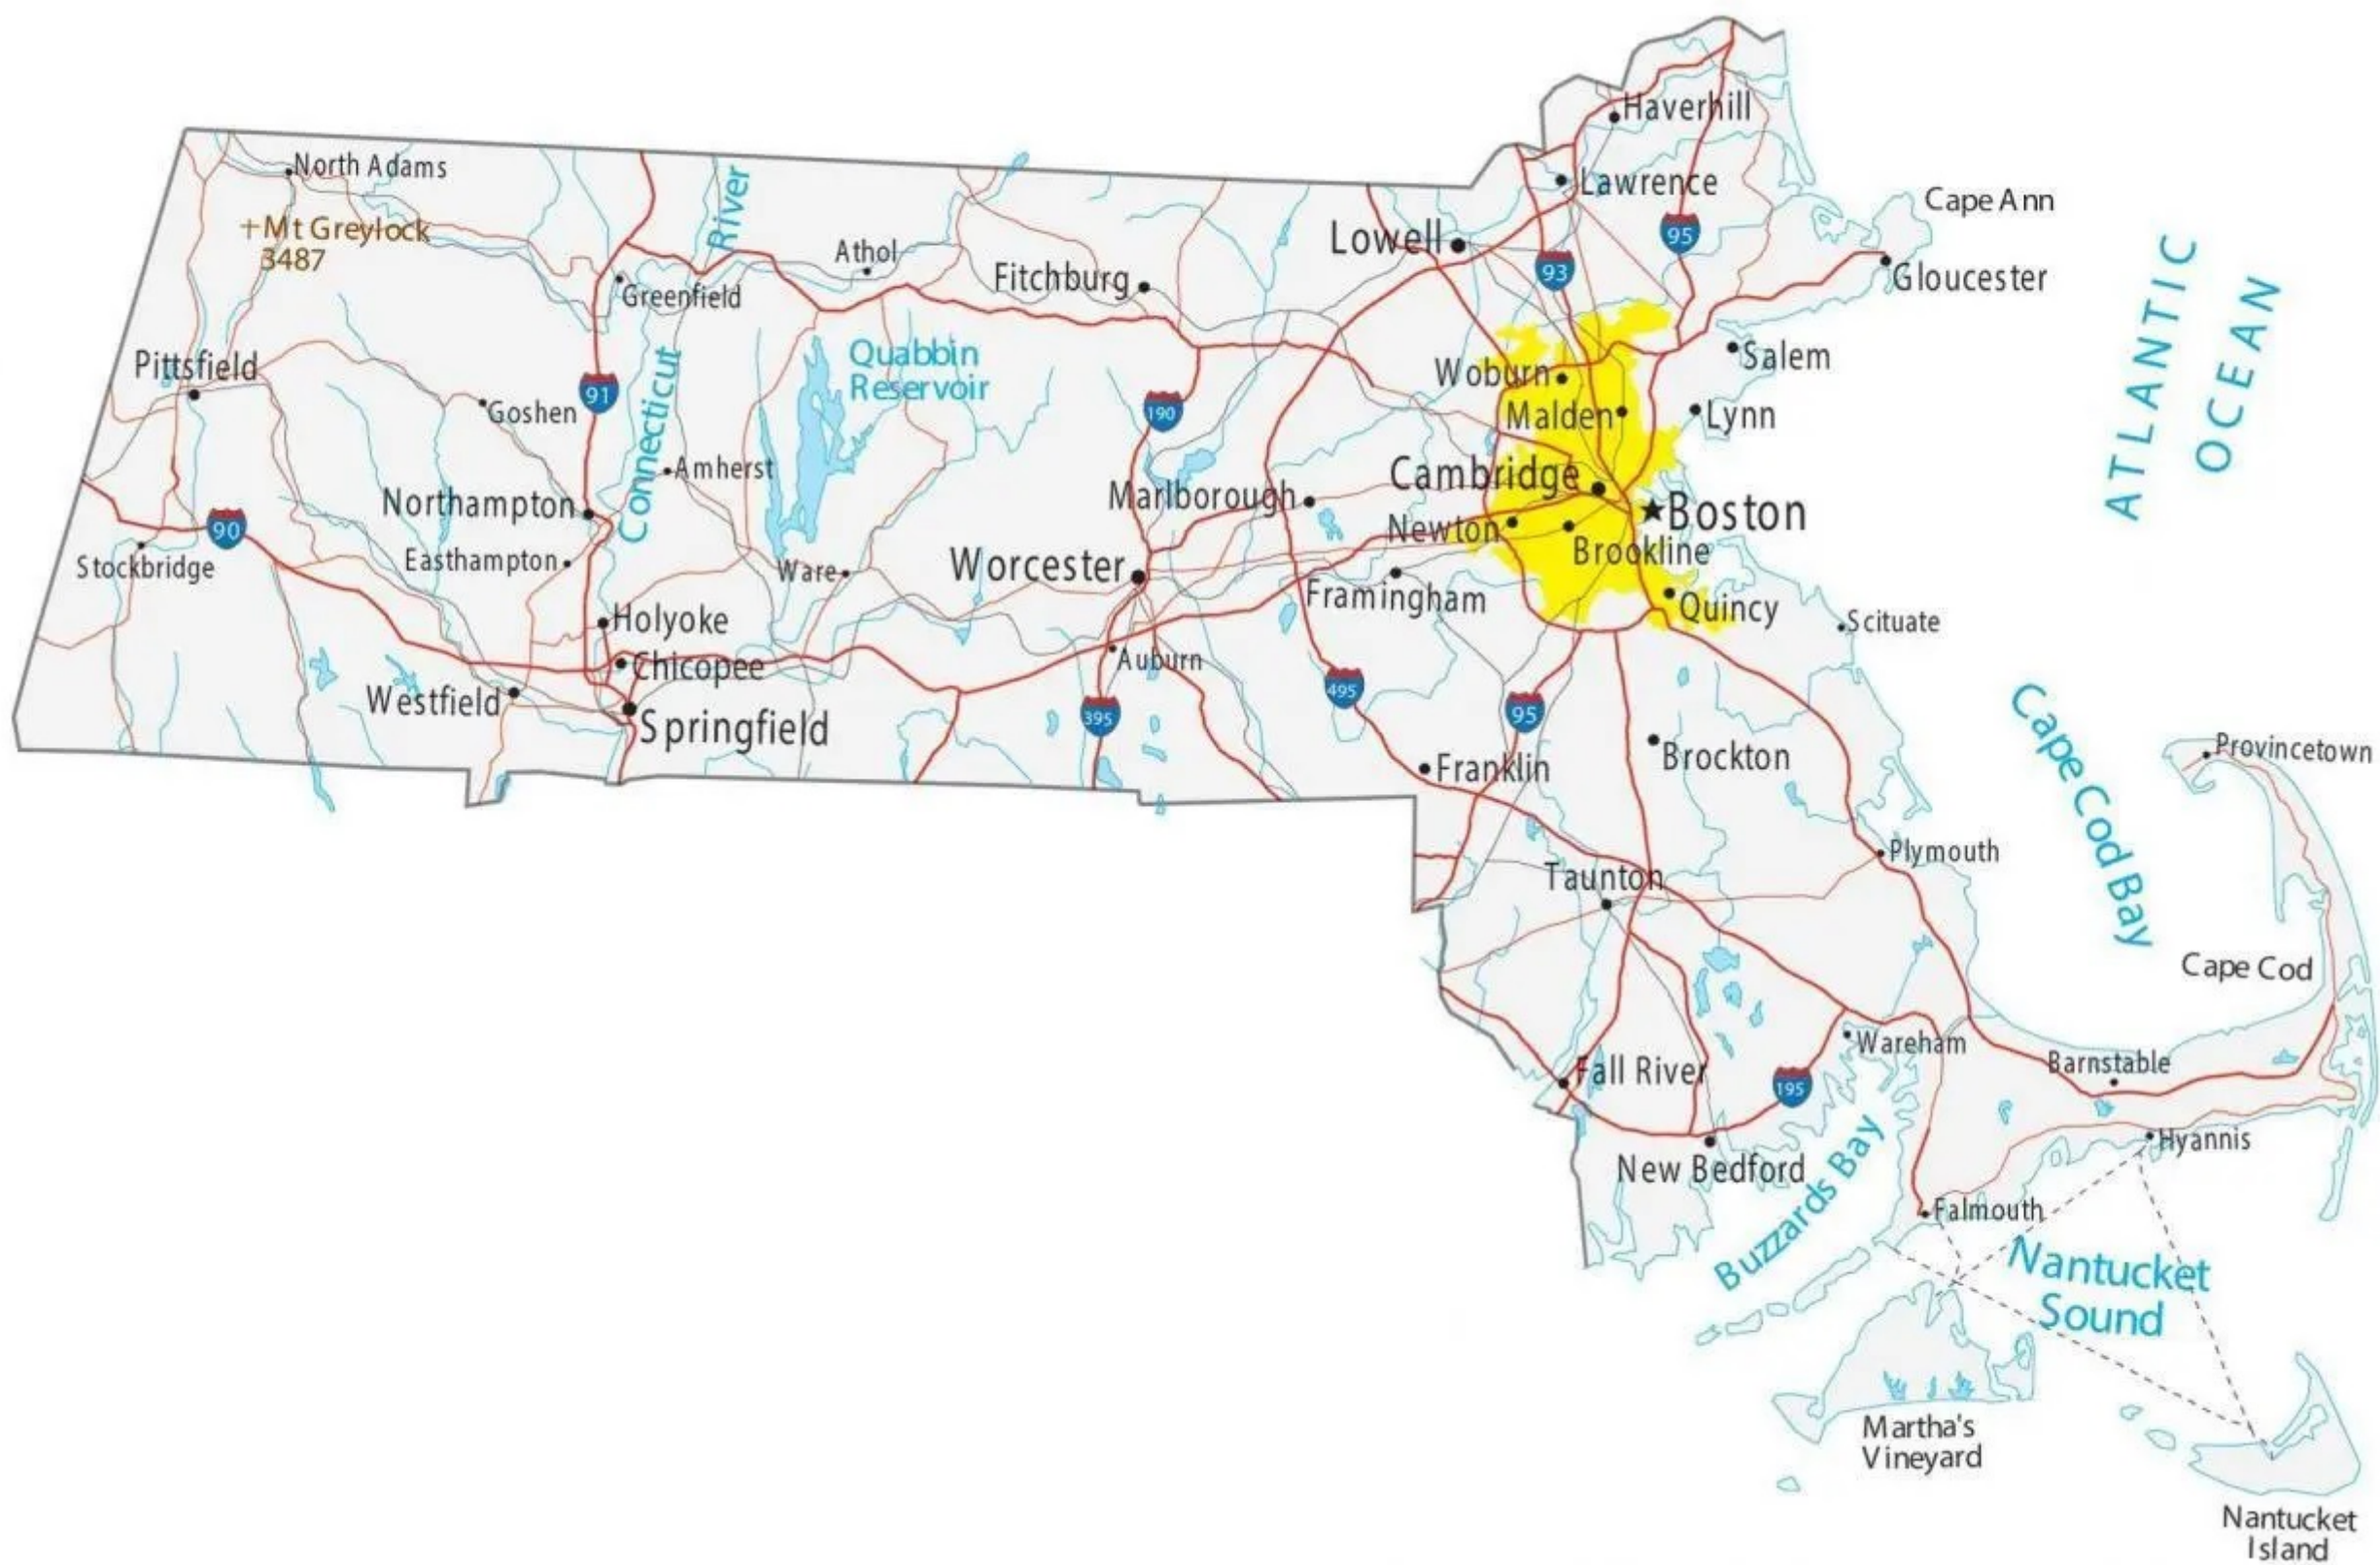 Haverhill
North Adams
Lawrence
Cape Ann
+Mt Greylock
3487
River
Lowell
95
93
Athol
Fitchburg
Gloucester
Greenfield
ATLANTIC
OCEAN
Pittsfield
Quabbin
Reservoir
Woburn
Salem
91
Goshen
190
Malden
Lynn
Connecticut
Amherst
Cambridge
Northampton
Marlborough
Boston
90
Newton
Brookline
Stockbridge
Easthampton
Ware
Worcester
Framingham
Quincy
Scituate
Holyoke
Chicopee
Auburn
Westfield
495
395
95
Springfield
Franklin
Brockton
Cape Cod Bay
Provincetown
Plymouth
Taunton
Cape Cod
Wareham
Barnstable
Fall River
195
New Bedford
Hyannis
Buzzards Bay
Falmouth
Nantucket
Sound
Martha's
Vineyard
Nantucket
Island